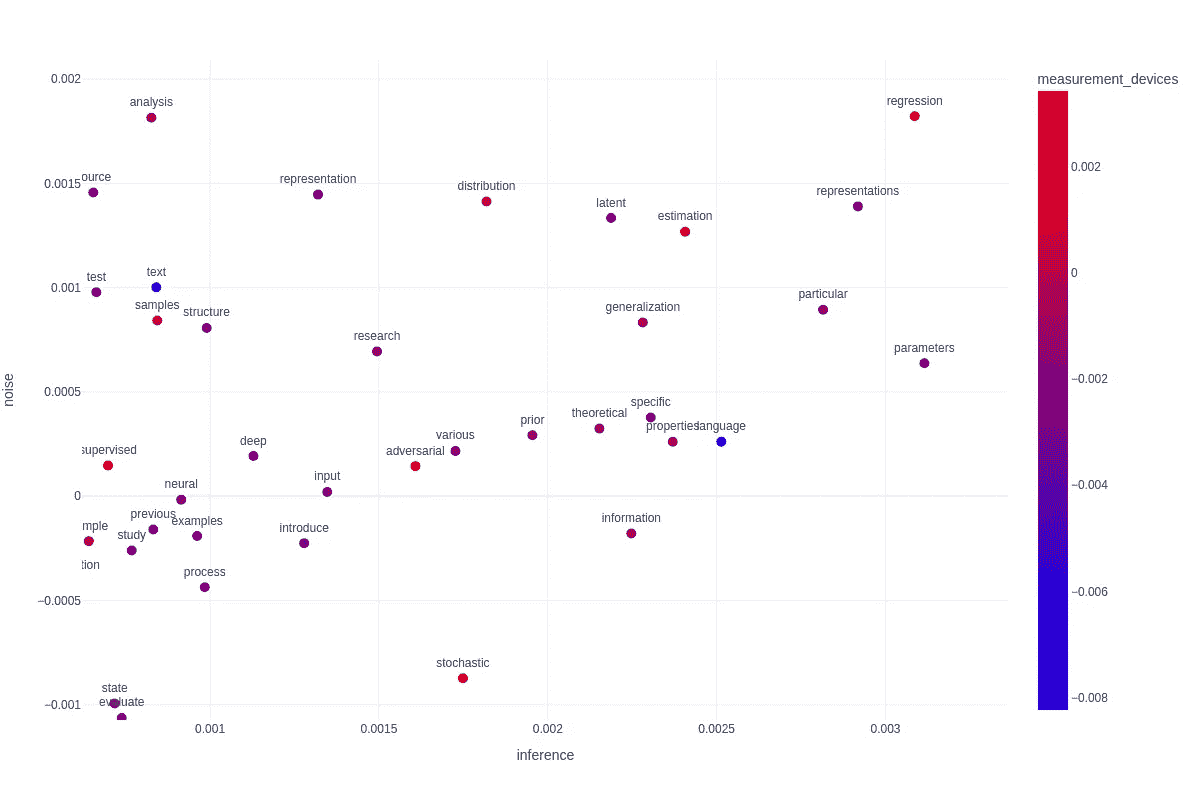 measurement_devices
0.002
analysis
regression
0.002
0.0015
ource
representation
distribution
latent
estimation
representations
0
test
text
0.001
samples
structure
generalization
particular
research
parameters
−0.002
0.0005
specific
theoretical
properties
language
prior
various
adversarial
supervised
deep
input
neural
−0.004
0
previous
examples
mple
study
introduce
information
tion
process
−0.006
−0.0005
stochastic
state
evaluate
−0.001
−0.008
0.001
0.0015
0.002
0.0025
0.003
inference
noise